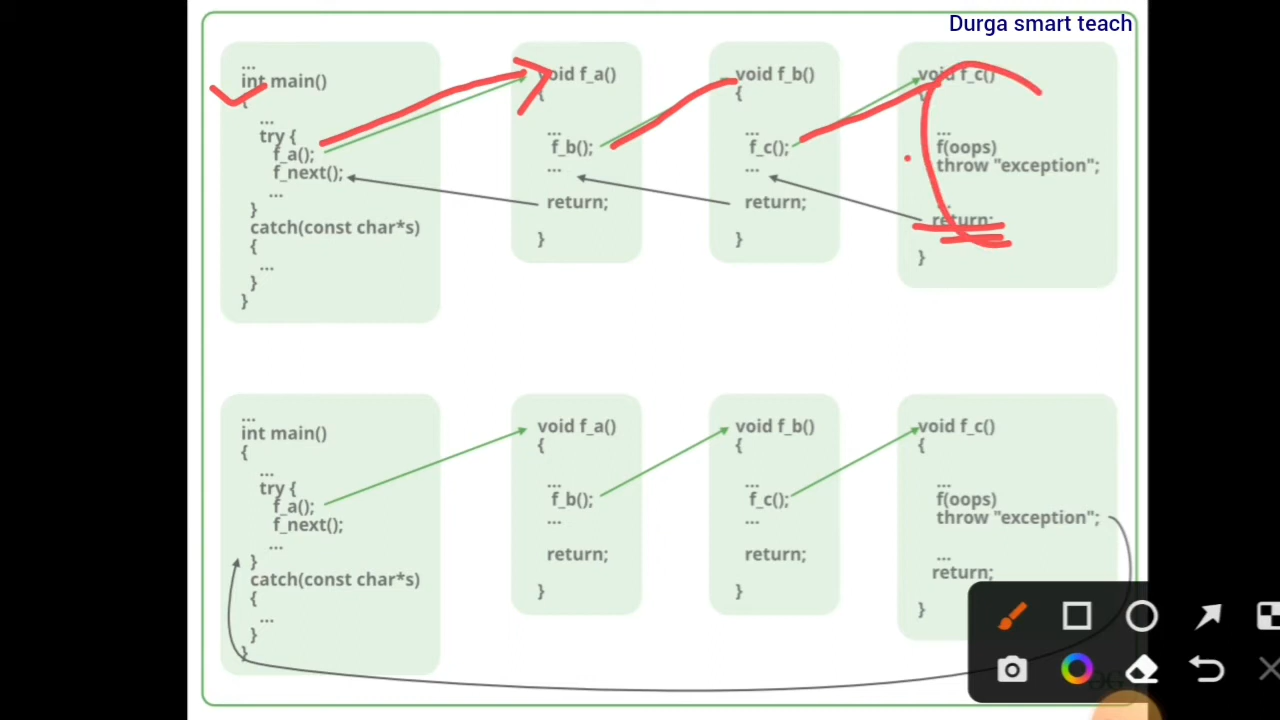 Durga smart teach
...
int main()
{
...
try {
f_a();
f_next();
...
}
catch(const char*s)
{
...
}
}
void f_a()
{
...
f_b();
...
return;
}
void f_b()
{
...
f_c();
...
return;
}
void f_c()
{
...
f(oops)
throw "exception";
...
return;
}
...
int main()
{
...
try {
f_a();
f_next();
...
}
catch(const char*s)
{
...
}
}
void f_a()
{
...
f_b();
...
return;
}
void f_b()
{
...
f_c();
...
return;
}
void f_c()
{
...
f(oops)
throw "exception";
...
return;
}